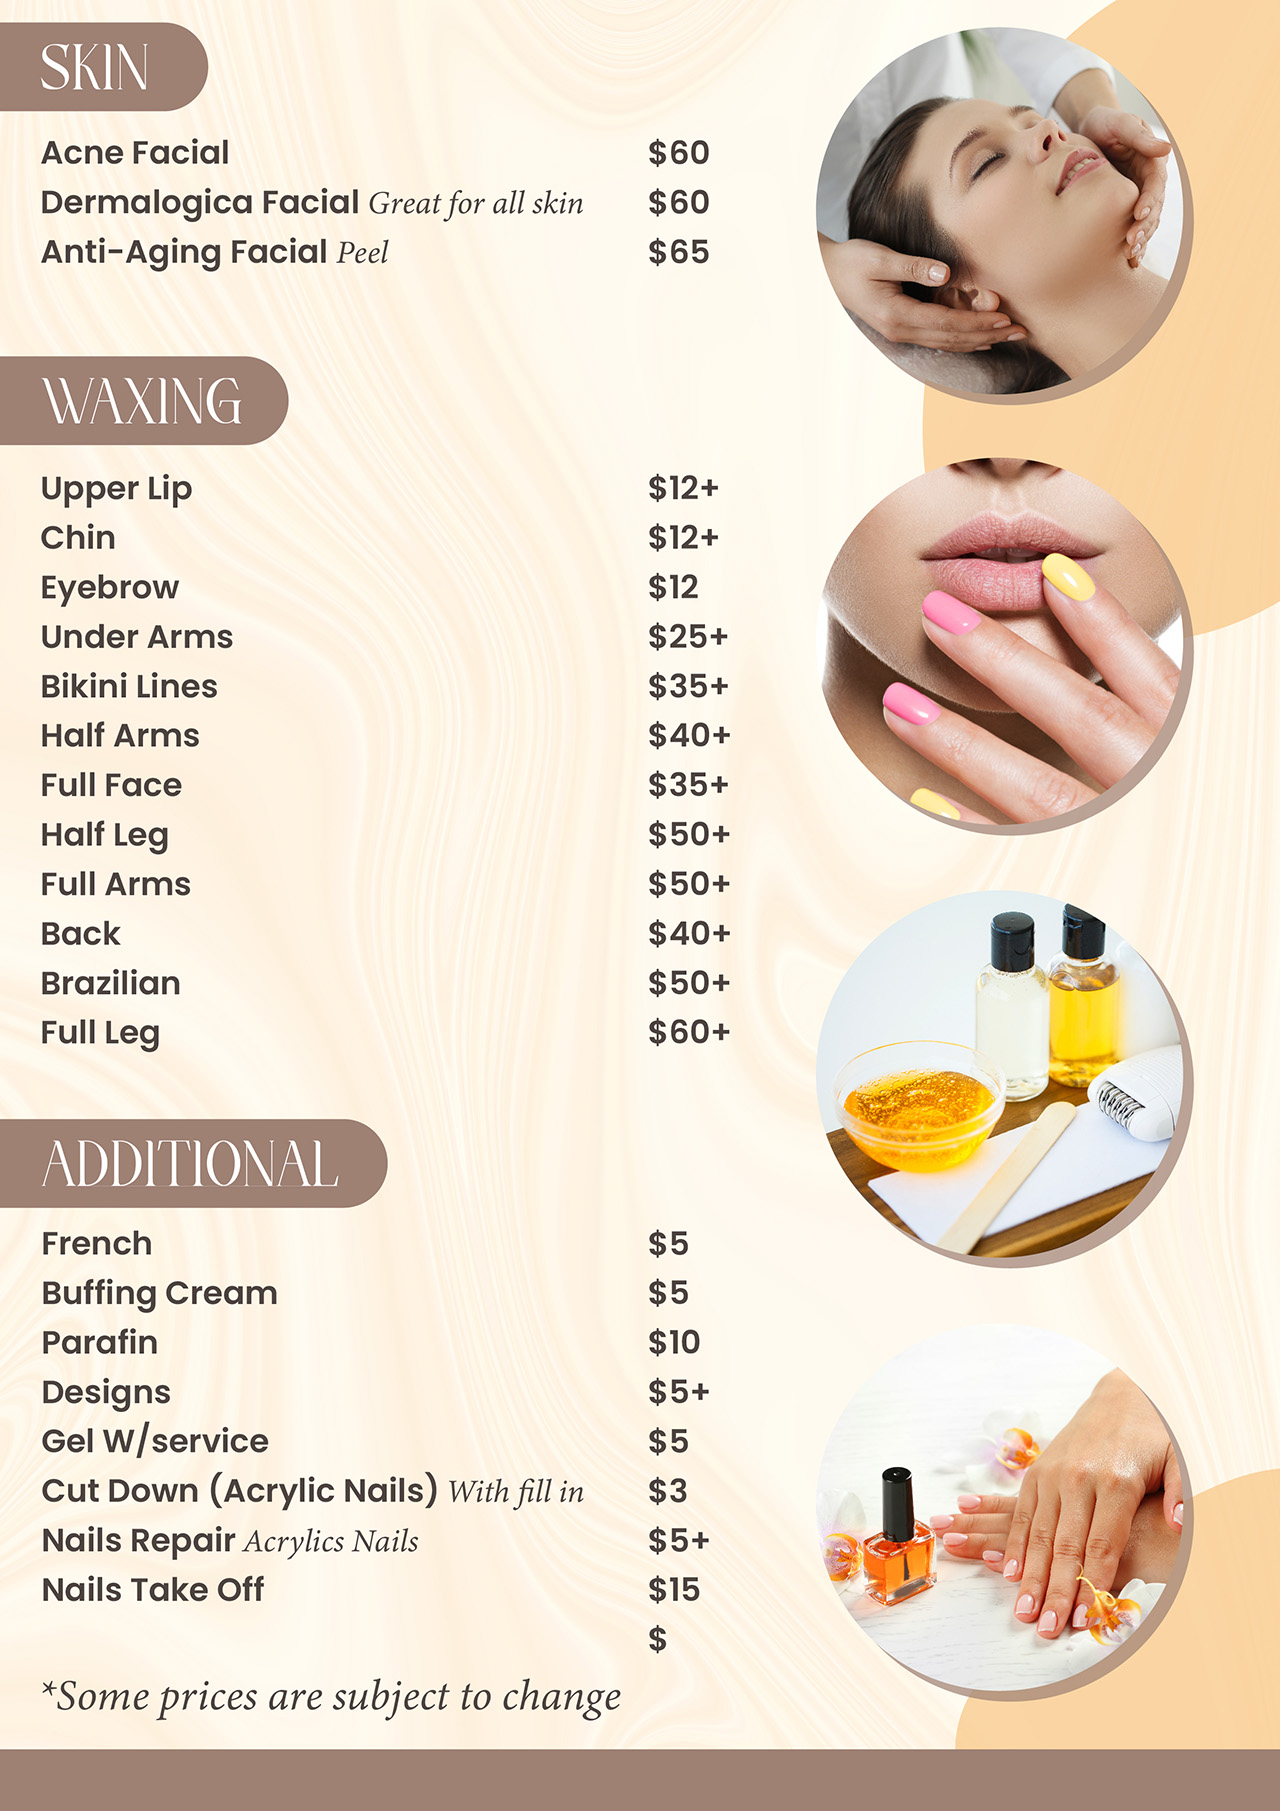 SKIN
Acne Facial $60
Dermalogica Facial Great for all skin $60
Anti-Aging Facial Peel $65
WAXING
Upper Lip $12+
Chin $12+
Eyebrow $12
Under Arms $25+
Bikini Lines $35+
Half Arms $40+
Full Face $35+
Half Leg $50+
Full Arms $50+
Back $40+
Brazilian $50+
Full Leg $60+
ADDITIONAL
French $5
Buffing Cream $5
Parafin $10
Designs $5+
Gel W/service $5
Cut Down (Acrylic Nails) With fill in $3
Nails Repair Acrylics Nails $5+
Nails Take Off $15
$
*Some prices are subject to change